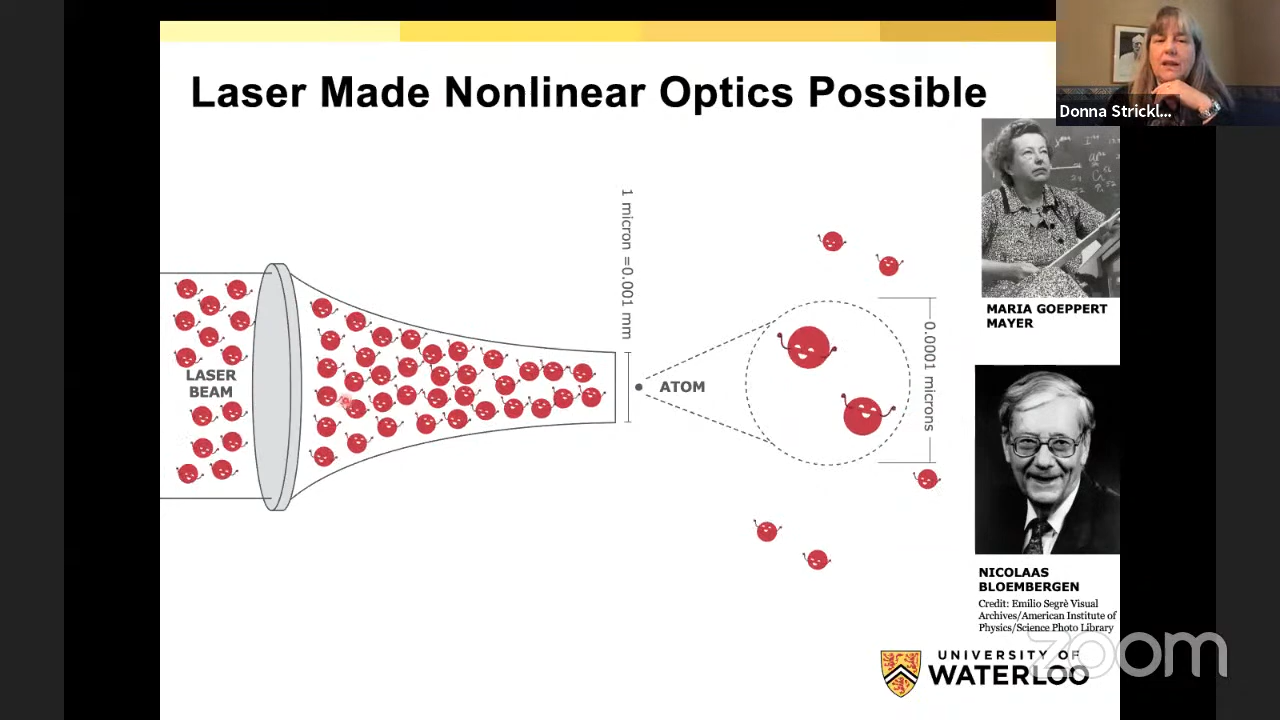 Laser Made Nonlinear Optics Possible
Donna Strickl...
1 micron =0.001 mm
LASER
BEAM
ATOM
0.0001 microns
MARIA GOEPPERT
MAYER
NICOLAAS
BLOEMBERGEN
Credit: Emilio Segrè Visual
Archives/American Institute of
Physics/Science Photo Library
UNIVERSITY OF
WATERLOO
zoom